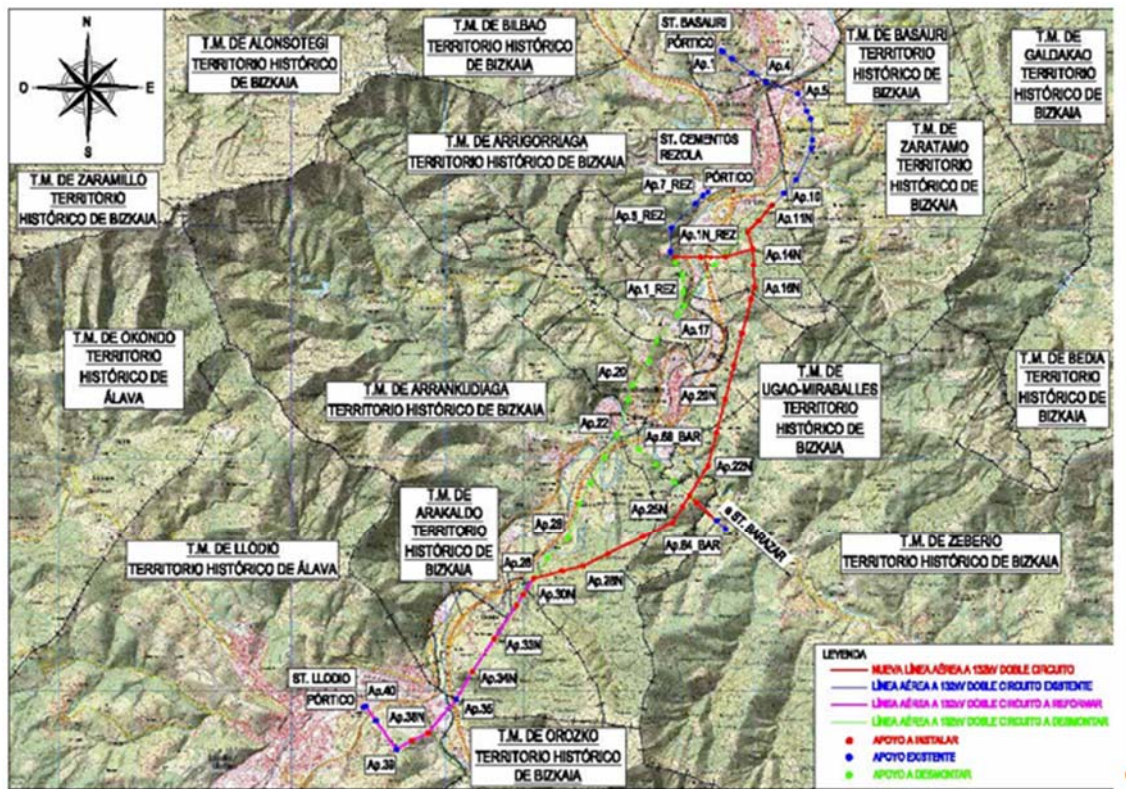 N
O
E
S
T.M. DE ALONSOTEGI
TERRITORIO HISTÓRICO
DE BIZKAIA
T.M. DE BILBAO
TERRITORIO HISTÓRICO
DE BIZKAIA
ST. BASAURI
PÓRTICO
Ap.1
Ap.4
Ap.5
T.M. DE BASAURI
TERRITORIO
HISTÓRICO DE
BIZKAIA
T.M. DE
GALDAKAO
TERRITORIO
HISTÓRICO DE
BIZKAIA
T.M. DE ARRIGORRIAGA
TERRITORIO HISTÓRICO DE BIZKAIA
ST. CEMENTOS
REZOLA
PÓRTICO
T.M. DE
ZARATAMO
TERRITORIO
HISTÓRICO DE
BIZKAIA
T.M. DE ZARAMILLO
TERRITORIO
HISTÓRICO DE BIZKAIA
Ap.7_REZ
Ap.10
Ap.11N
Ap.1N_REZ
Ap.14N
Ap.1_REZ
Ap.16N
Ap.17
T.M. DE OKONDO
TERRITORIO
HISTÓRICO DE
ÁLAVA
T.M. DE ARRANKUDIAGA
TERRITORIO HISTÓRICO DE BIZKAIA
Ap.20
T.M. DE
UGAO-MIRABALLES
TERRITORIO
HISTÓRICO DE
BIZKAIA
T.M. DE BEDIA
TERRITORIO
HISTÓRICO DE
BIZKAIA
Ap.22
Ap.22N
T.M. DE
ARAKALDO
TERRITORIO
HISTÓRICO DE
BIZKAIA
Ap.25N
a ST. BARAZAR
T.M. DE ZEBERIO
TERRITORIO HISTÓRICO DE BIZKAIA
T.M. DE LLODIO
TERRITORIO HISTÓRICO DE ÁLAVA
Ap.30N
Ap.33N
Ap.34N
ST. LLODIO
PÓRTICO
Ap.40
Ap.35
Ap.39
T.M. DE OROZKO
TERRITORIO HISTÓRICO
DE BIZKAIA
LEYENDA
NUEVA LÍNEA AÉREA A 132kV DOBLE CIRCUITO
LÍNEA AÉREA A 132kV DOBLE CIRCUITO EXISTENTE
LÍNEA AÉREA A 132kV DOBLE CIRCUITO A REFORMAR
LÍNEA AÉREA A 132kV DOBLE CIRCUITO A DESMONTAR
APOYO A INSTALAR
APOYO EXISTENTE
APOYO A DESMONTAR